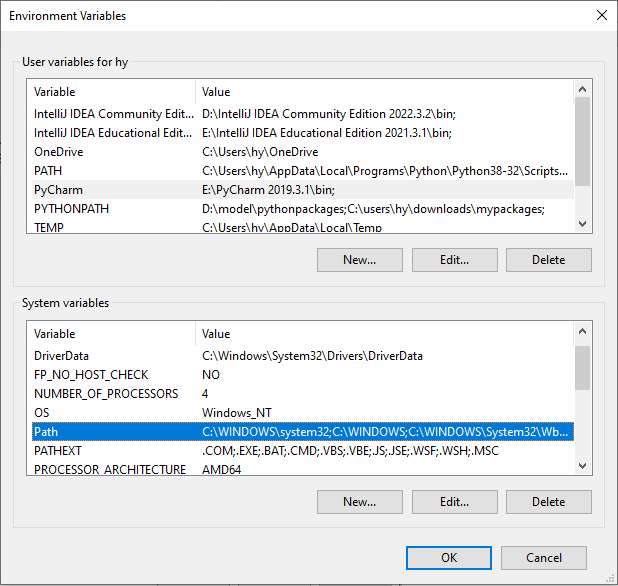 Environment Variables
User variables for hy
Variable Value
IntelliJ IDEA Community Edit... D:\IntelliJ IDEA Community Edition 2022.3.2\bin;
IntelliJ IDEA Educational Edit... E:\IntelliJ IDEA Educational Edition 2021.3.1\bin;
OneDrive C:\Users\hy\OneDrive
PATH C:\Users\hy\AppData\Local\Programs\Python\Python38-32\Scripts...
PyCharm E:\PyCharm 2019.3.1\bin;
PYTHONPATH D:\model\pythonpackages;C:\users\hy\downloads\mypackages;
TEMP C:\Users\hy\AppData\Local\Temp
New... Edit... Delete
System variables
Variable Value
DriverData C:\Windows\System32\Drivers\DriverData
FP_NO_HOST_CHECK NO
NUMBER_OF_PROCESSORS 4
OS Windows_NT
Path C:\WINDOWS\system32;C:\WINDOWS;C:\WINDOWS\System32\Wb...
PATHEXT .COM;.EXE;.BAT;.CMD;.VBS;.VBE;.JS;.JSE;.WSF;.WSH;.MSC
PROCESSOR_ARCHITECTURE AMD64
New... Edit... Delete
OK Cancel